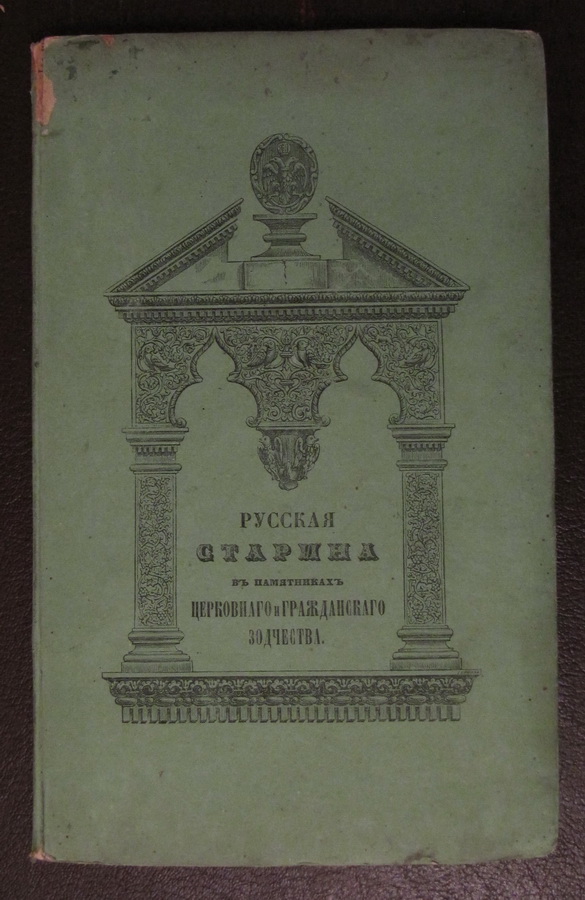 РУССКАЯ
СТАРИНА
ВЪ ПАМЯТНИКАХЪ
ЦЕРКОВНАГО и ГРАЖДАНСКАГО
ЗОДЧЕСТВА.